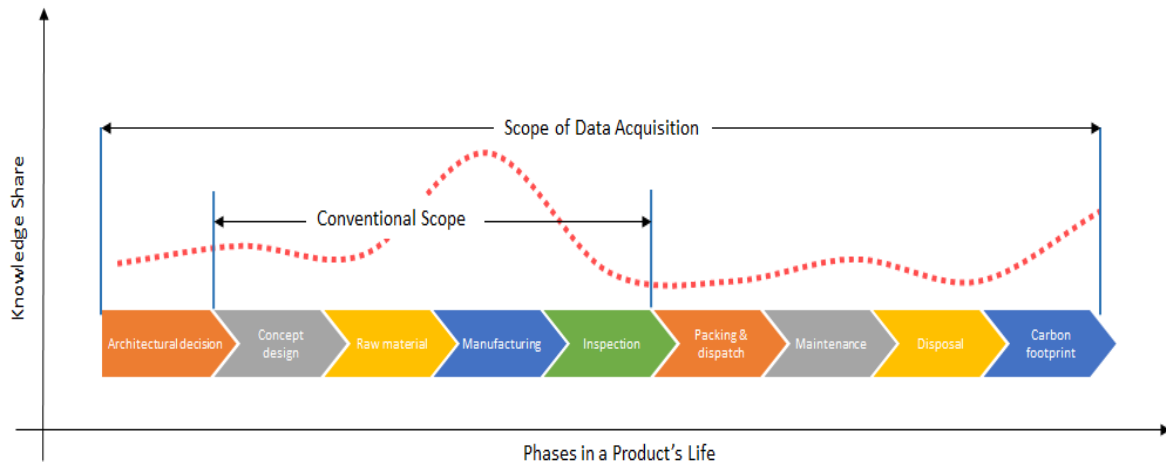 Scope of Data Acquisition
Knowledge Share
Conventional Scope
Architectural decision
Concept
design
Raw material
Manufacturing
Inspection
Packing &
dispatch
Maintenance
Disposal
Carbon
footprint
Phases in a Product's Life